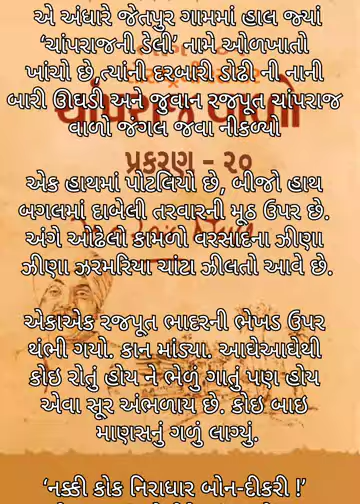 એ અંધારે જેતપુર ગામમાં હાલ જ્યાં
‘ચાંપરાજની ડેલી’ નામે ઓળખાતો
ખાંચો છે,ત્યાંની દરબારી ડોઢી ની નાની
બારી ઊઘડી અને જુવાન રજપૂત ચાંપરાજ
વાળો જંગલ જવા નીકળ્યો
ચાંપરાજ વાળો
પ્રકરણ – ૨૦
એક હાથમાં પોટલિયો છે, બીજો હાથ
બગલમાં દાબેલી તરવારની મૂઠ ઉપર છે.
અંગે ઓઢેલો કામળો વરસાદના ઝીણા
ઝીણા ઝરમરિયા ચાંટા ઝીલતો આવે છે.
એકાએક રજપૂત ભાદરની ભેખડ ઉપર
થંભી ગયો. કાન માંડ્યા. આઘેઆઘેથી
કોઇ રોતું હોય ને ભેળું ગાતું પણ હોય
એવા સૂર અંભળાય છે. કોઇ બાઇ
માણસનું ગળું લાગ્યું.
‘નક્કી કોક નિરાધાર બોન-દીકરી !’